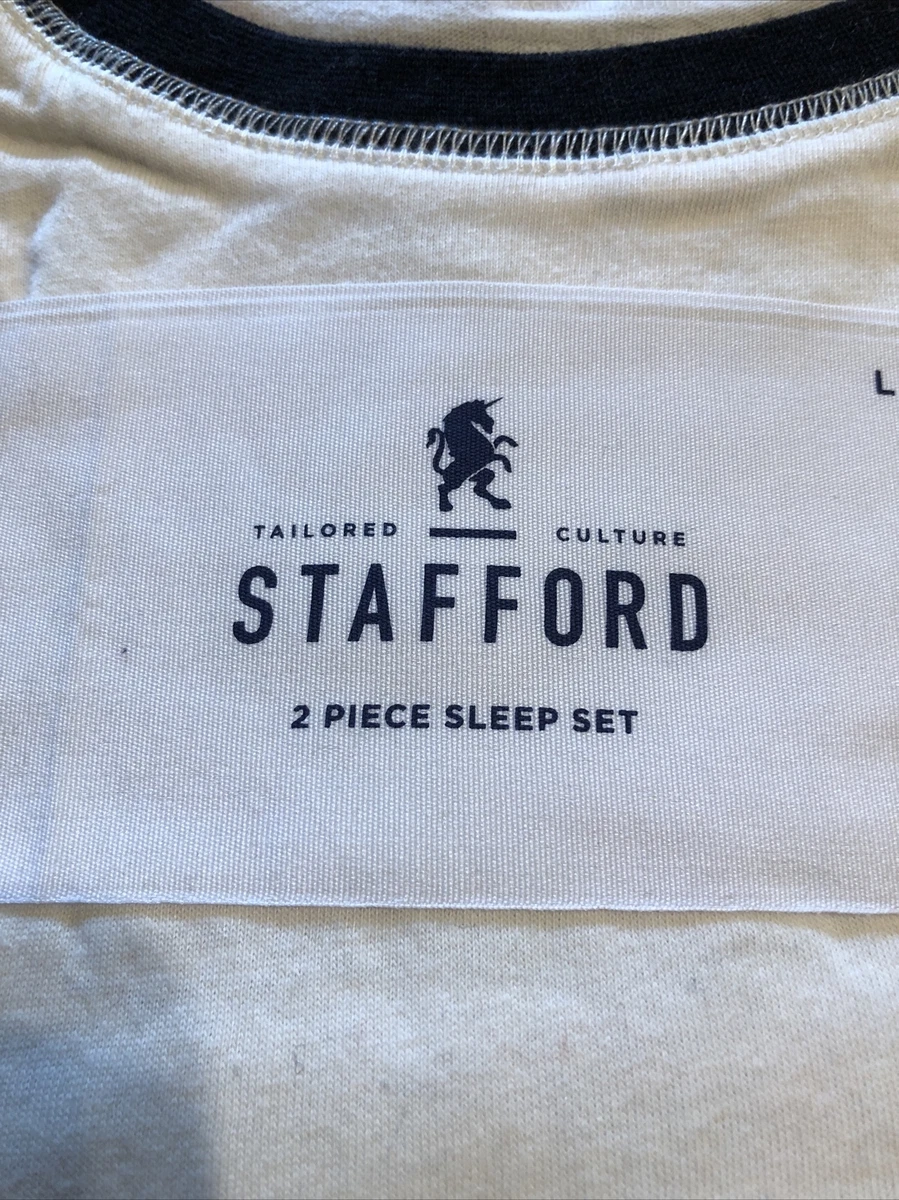 L
TAILORED CULTURE
STAFFORD
2 PIECE SLEEP SET